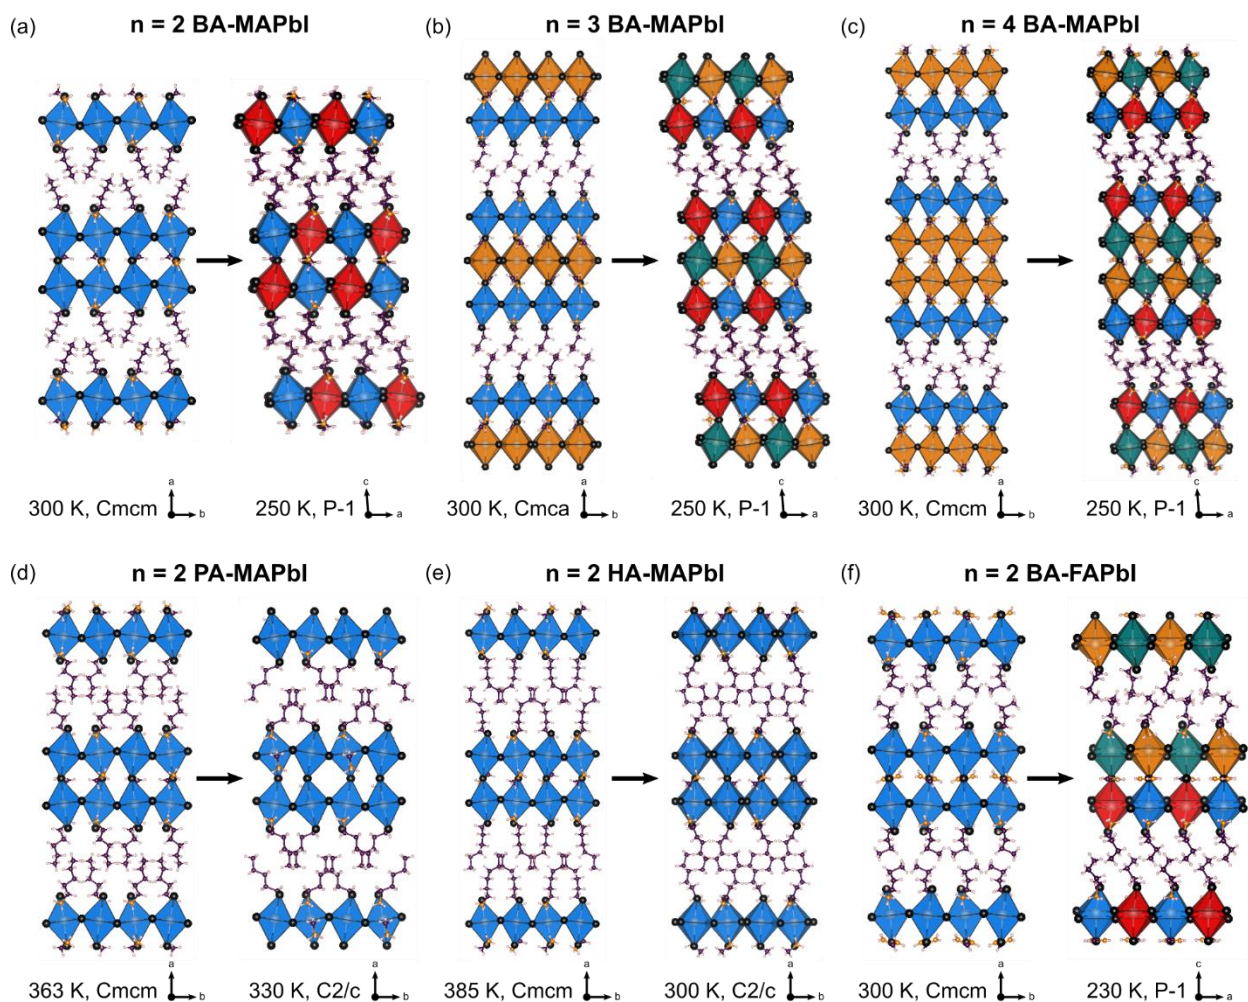 (a) n = 2 BA-MAPbI
(b) n = 3 BA-MAPbI
(c) n = 4 BA-MAPbI
300 K, Cmcm
a
b
250 K, P-1
c
a
300 K, Cmca
a
b
250 K, P-1
c
a
300 K, Cmcm
a
b
250 K, P-1
c
a
(d) n = 2 PA-MAPbI
(e) n = 2 HA-MAPbI
(f) n = 2 BA-FAPbI
363 K, Cmcm
a
b
330 K, C2/c
a
b
385 K, Cmcm
a
b
300 K, C2/c
a
b
300 K, Cmcm
a
b
230 K, P-1
c
a